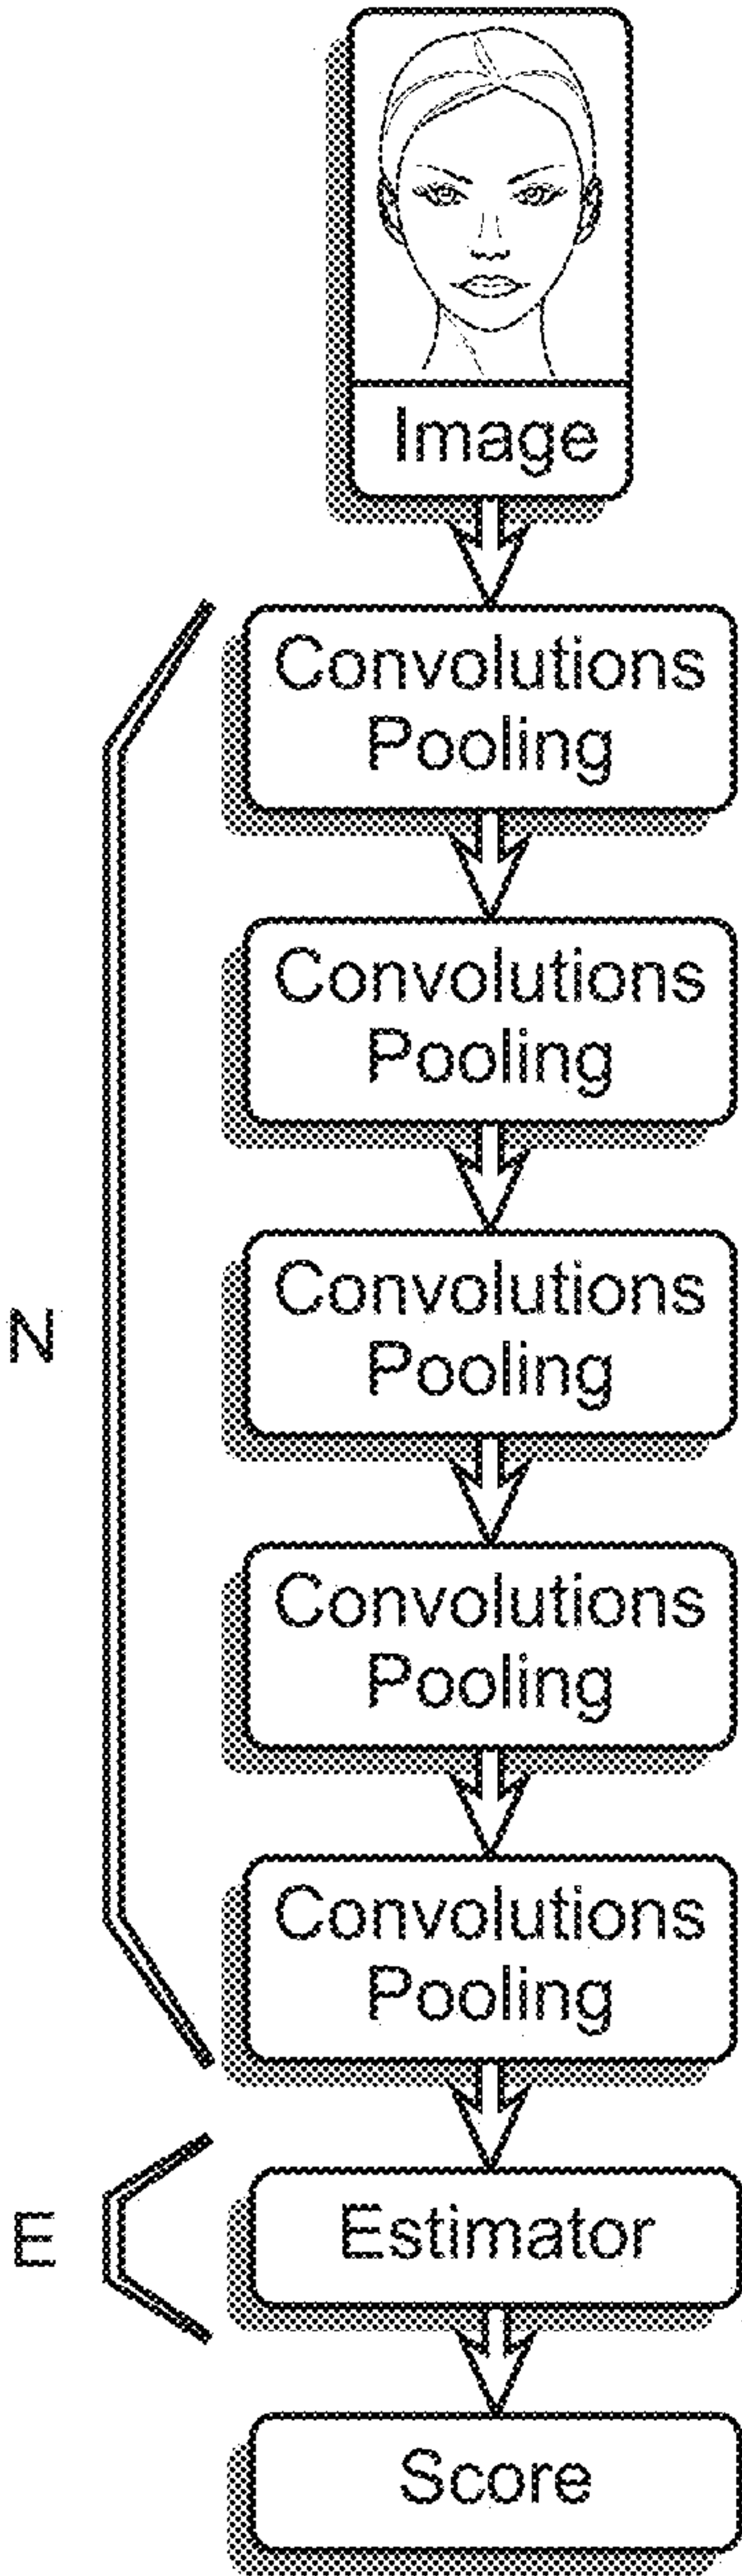 Image
Convolutions
Pooling
Convolutions
Pooling
N
Convolutions
Pooling
Convolutions
Pooling
Convolutions
Pooling
E
Estimator
Score